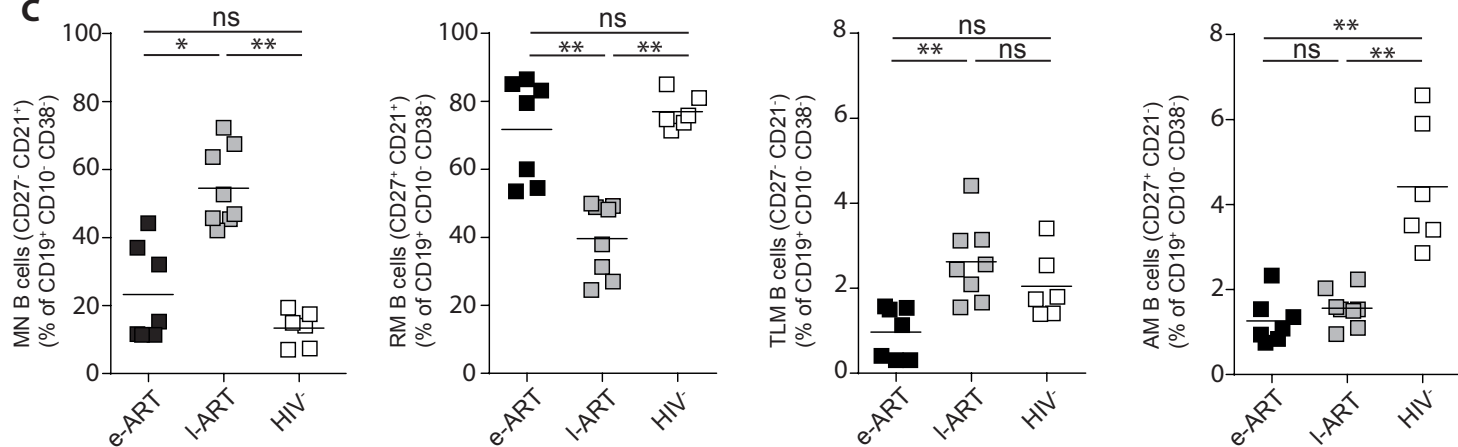 C
MN B cells (CD27⁻ CD21⁺)
(% of CD19⁺ CD10⁻ CD38⁻)
100
80
60
40
20
0
ns
* **
e-ART l-ART HIV⁻
RM B cells (CD27⁺ CD21⁺)
(% of CD19⁺ CD10⁻ CD38⁻)
100
80
60
40
20
0
ns
** **
e-ART l-ART HIV⁻
TLM B cells (CD27⁻ CD21⁻)
(% of CD19⁺ CD10⁻ CD38⁻)
8
6
4
2
0
ns
** ns
e-ART l-ART HIV⁻
AM B cells (CD27⁺ CD21⁻)
(% of CD19⁺ CD10⁻ CD38⁻)
8
6
4
2
0
**
ns **
e-ART l-ART HIV⁻